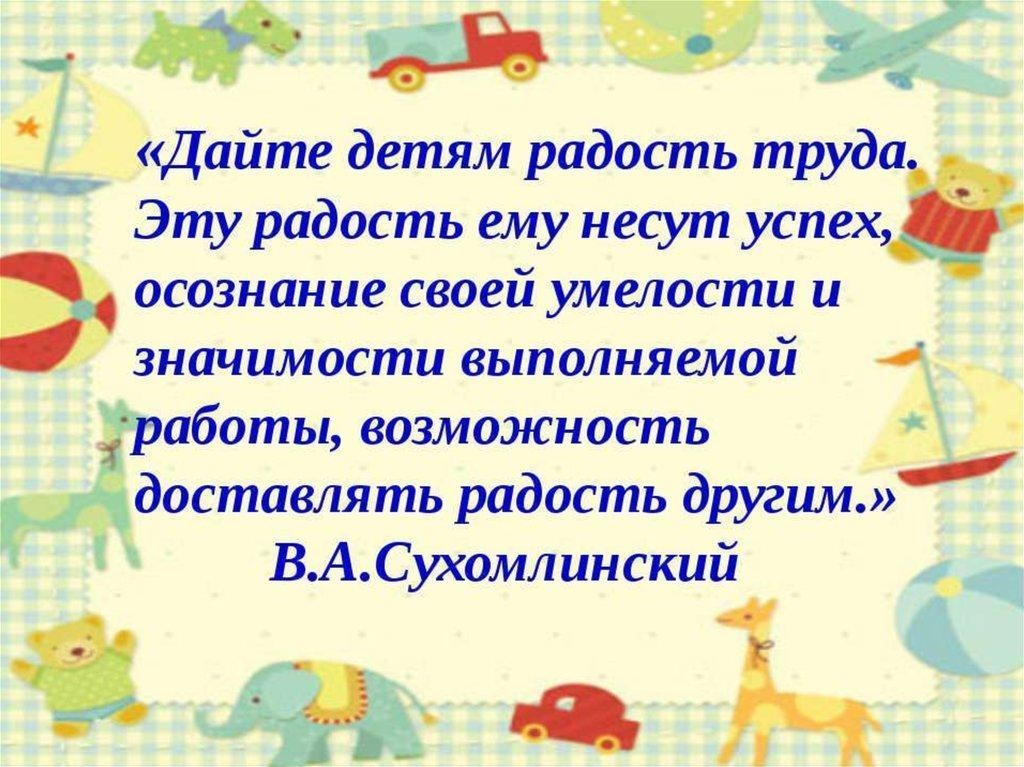 «Дайте детям радость труда.
Эту радость ему несут успех,
осознание своей умелости и
значимости выполняемой
работы, возможность
доставлять радость другим.»
В.А.Сухомлинский